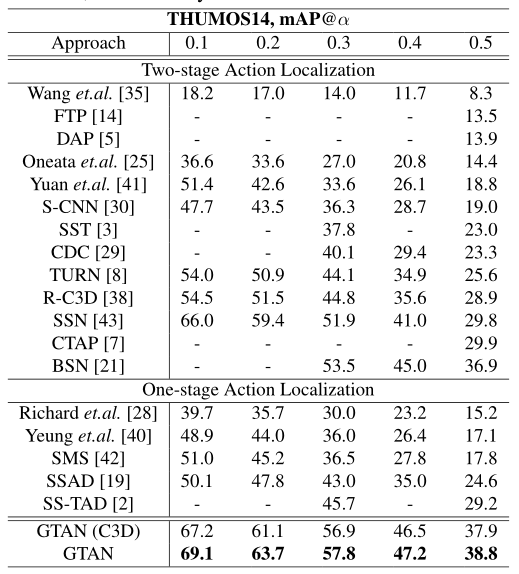 THUMOS14, mAP@α
Approach 0.1 0.2 0.3 0.4 0.5
Two-stage Action Localization
Wang et.al. [35] 18.2 17.0 14.0 11.7 8.3
FTP [14] - - - - 13.5
DAP [5] - - - - 13.9
Oneata et.al. [25] 36.6 33.6 27.0 20.8 14.4
Yuan et.al. [41] 51.4 42.6 33.6 26.1 18.8
S-CNN [30] 47.7 43.5 36.3 28.7 19.0
SST [3] - - 37.8 - 23.0
CDC [29] - - 40.1 29.4 23.3
TURN [8] 54.0 50.9 44.1 34.9 25.6
R-C3D [38] 54.5 51.5 44.8 35.6 28.9
SSN [43] 66.0 59.4 51.9 41.0 29.8
CTAP [7] - - - - 29.9
BSN [21] - - 53.5 45.0 36.9
One-stage Action Localization
Richard et.al. [28] 39.7 35.7 30.0 23.2 15.2
Yeung et.al. [40] 48.9 44.0 36.0 26.4 17.1
SMS [42] 51.0 45.2 36.5 27.8 17.8
SSAD [19] 50.1 47.8 43.0 35.0 24.6
SS-TAD [2] - - 45.7 - 29.2
GTAN (C3D) 67.2 61.1 56.9 46.5 37.9
GTAN 69.1 63.7 57.8 47.2 38.8